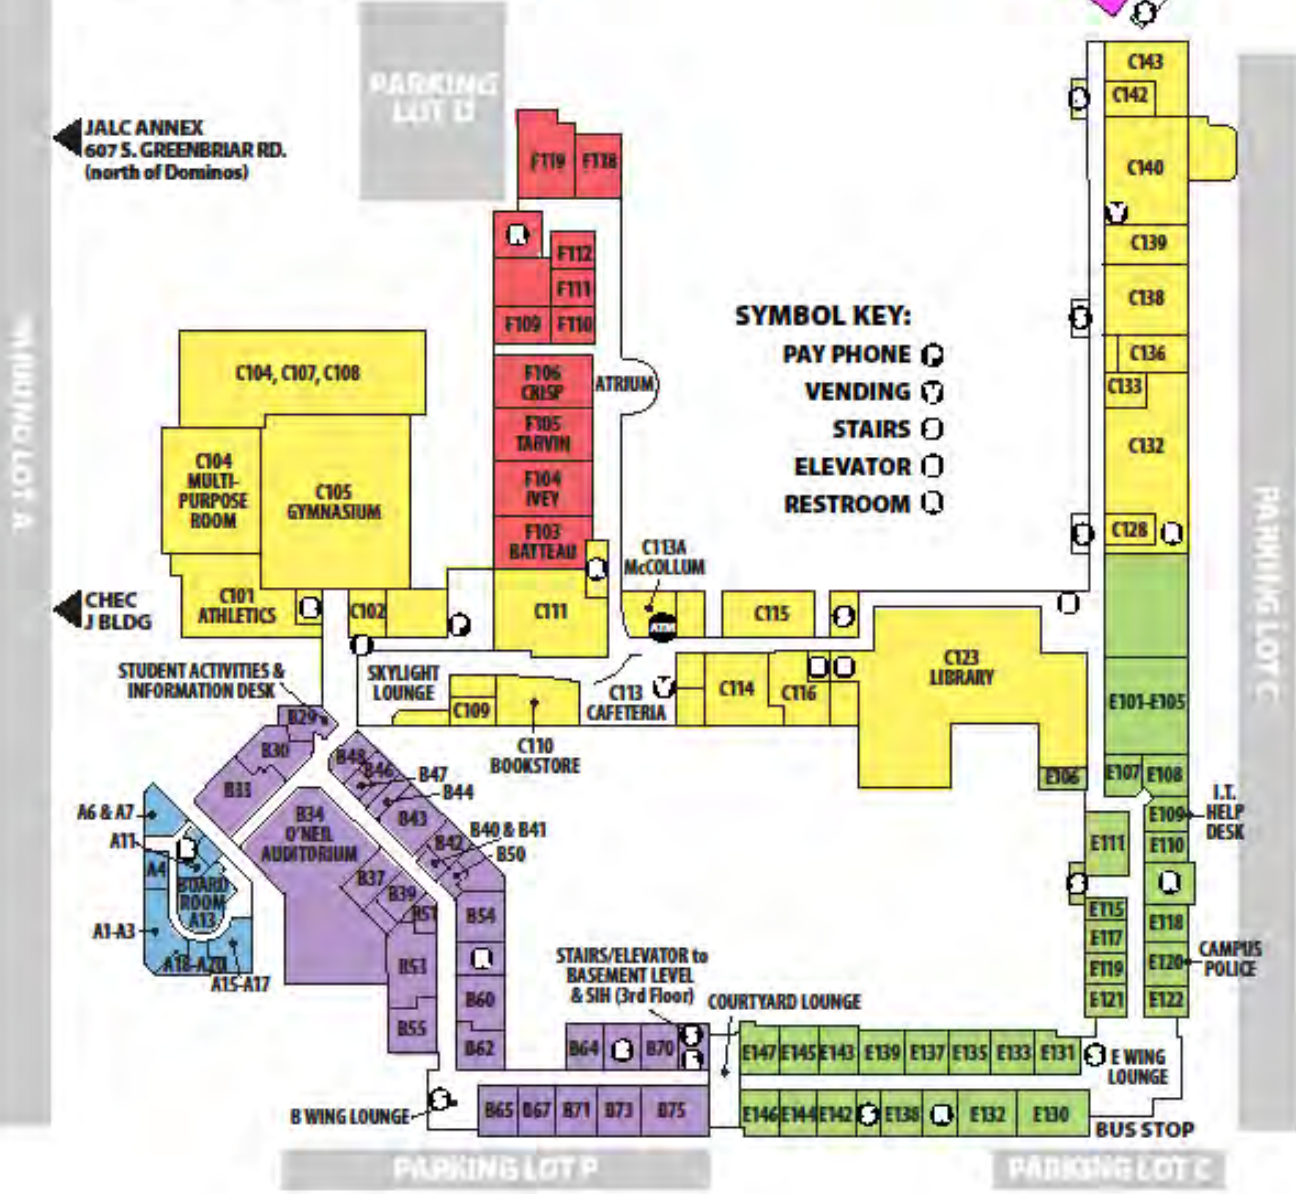 PARKING
LOT D
JALC ANNEX
607 S. GREENBRIAR RD.
(north of Dominos)
F119
F118
F112
F111
F109
F110
F106
CRISP
F105
TARVIN
F104
IVEY
F103
BATTEAU
ATRIUM
SYMBOL KEY:
PAY PHONE
VENDING
STAIRS
ELEVATOR
RESTROOM
C143
C142
C140
C139
C138
C136
C133
C132
C128
C104, C107, C108
C104
MULTI-
PURPOSE
ROOM
C105
GYMNASIUM
PARKING LOT A
PARKING LOT C
CHEC
J BLDG
C101
ATHLETICS
C102
C111
C113A
McCOLLUM
C115
C123
LIBRARY
STUDENT ACTIVITIES &
INFORMATION DESK
SKYLIGHT
LOUNGE
C109
C110
BOOKSTORE
C113
CAFETERIA
C114
C116
E101-E105
E106
E107
E108
I.T.
HELP
DESK
E109
E110
E111
E115
E117
E118
E119
E120
CAMPUS
POLICE
E121
E122
B29
B30
B33
B48
B46
B47
B44
B43
B42
B40 & B41
B50
B34
O'NEIL
AUDITORIUM
B37
B39
B51
B54
B53
B60
B55
B62
A6 & A7
A11
A4
BOARD
ROOM
A13
A1-A3
A18-A20
A15-A17
STAIRS/ELEVATOR to
BASEMENT LEVEL
& SIH (3rd Floor)
COURTYARD LOUNGE
B64
B70
E147
E145
E143
E139
E137
E135
E133
E131
E WING
LOUNGE
B WING LOUNGE
B65
B67
B71
B73
B75
E146
E144
E142
E138
E132
E130
BUS STOP
PARKING LOT
PARKING LOT C